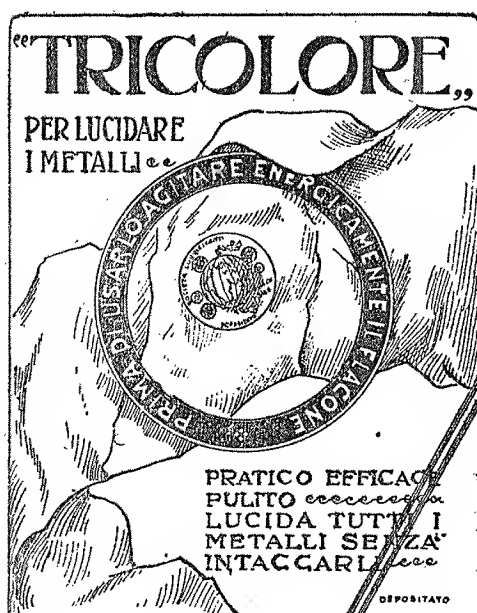 "TRICOLORE„
PER LUCIDARE
I METALLI
PRIMA DI USARLO AGITARE ENERGICAMENTE IL FLACONE
PRATICO EFFICACE
PULITO
LUCIDA TUTTI I
METALLI SENZA
INTACCARLI
DEPOSITATO